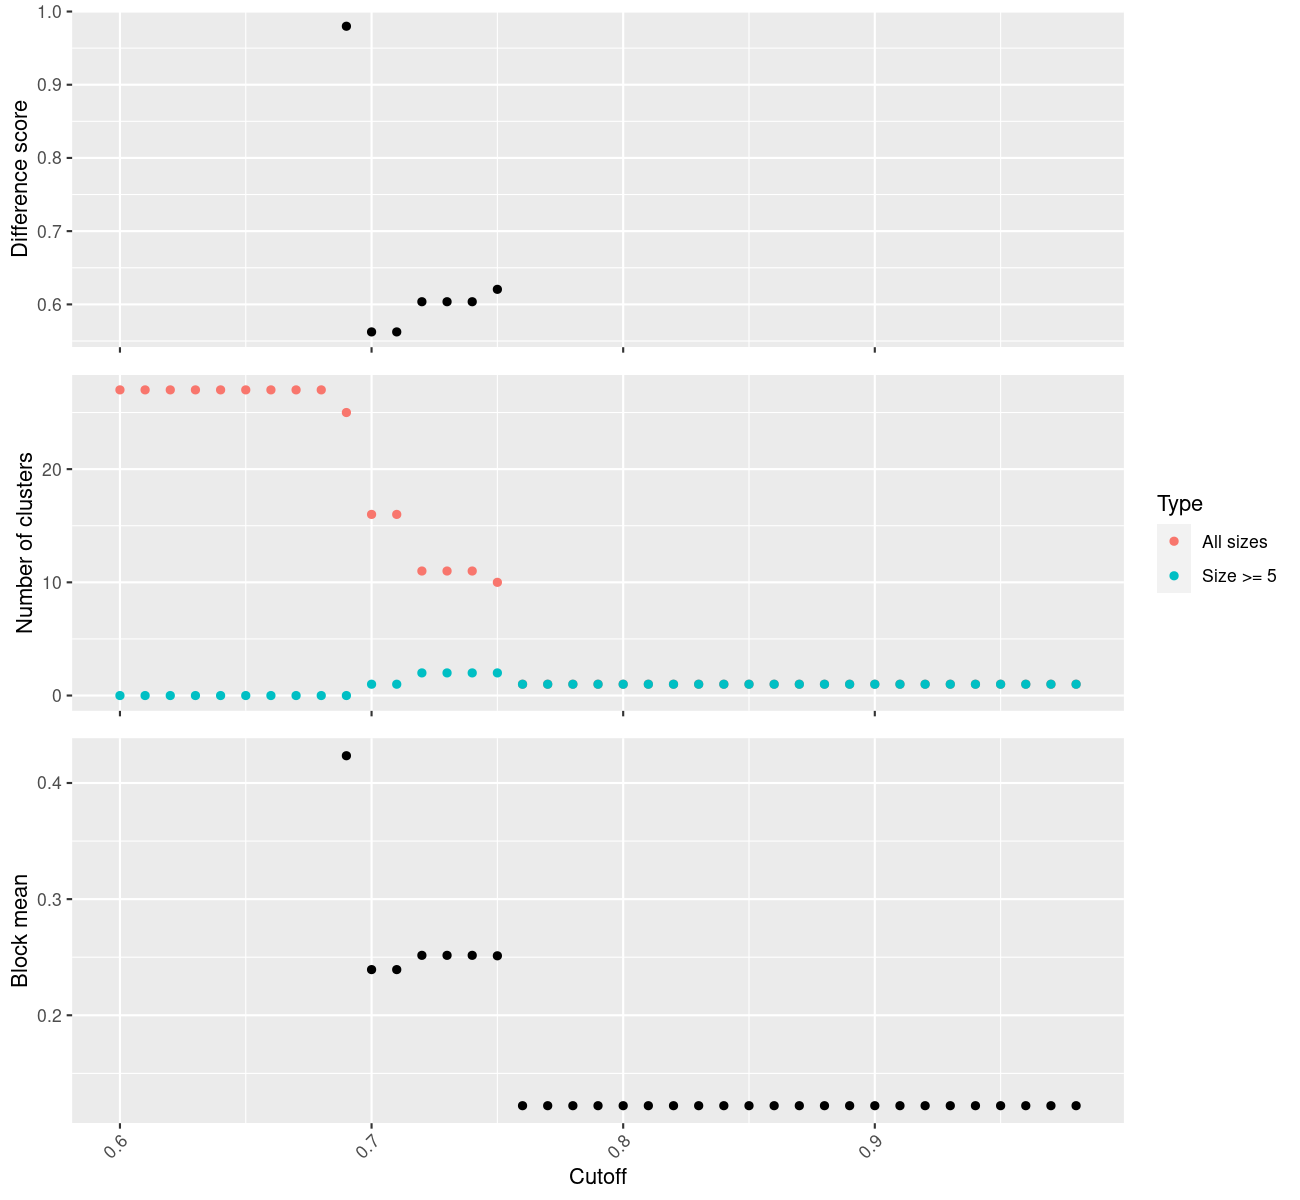 Difference score
1.0
0.9
0.8
0.7
0.6
Number of clusters
20
10
0
Type
All sizes
Size >= 5
Block mean
0.4
0.3
0.2
0.6
0.7
0.8
0.9
Cutoff